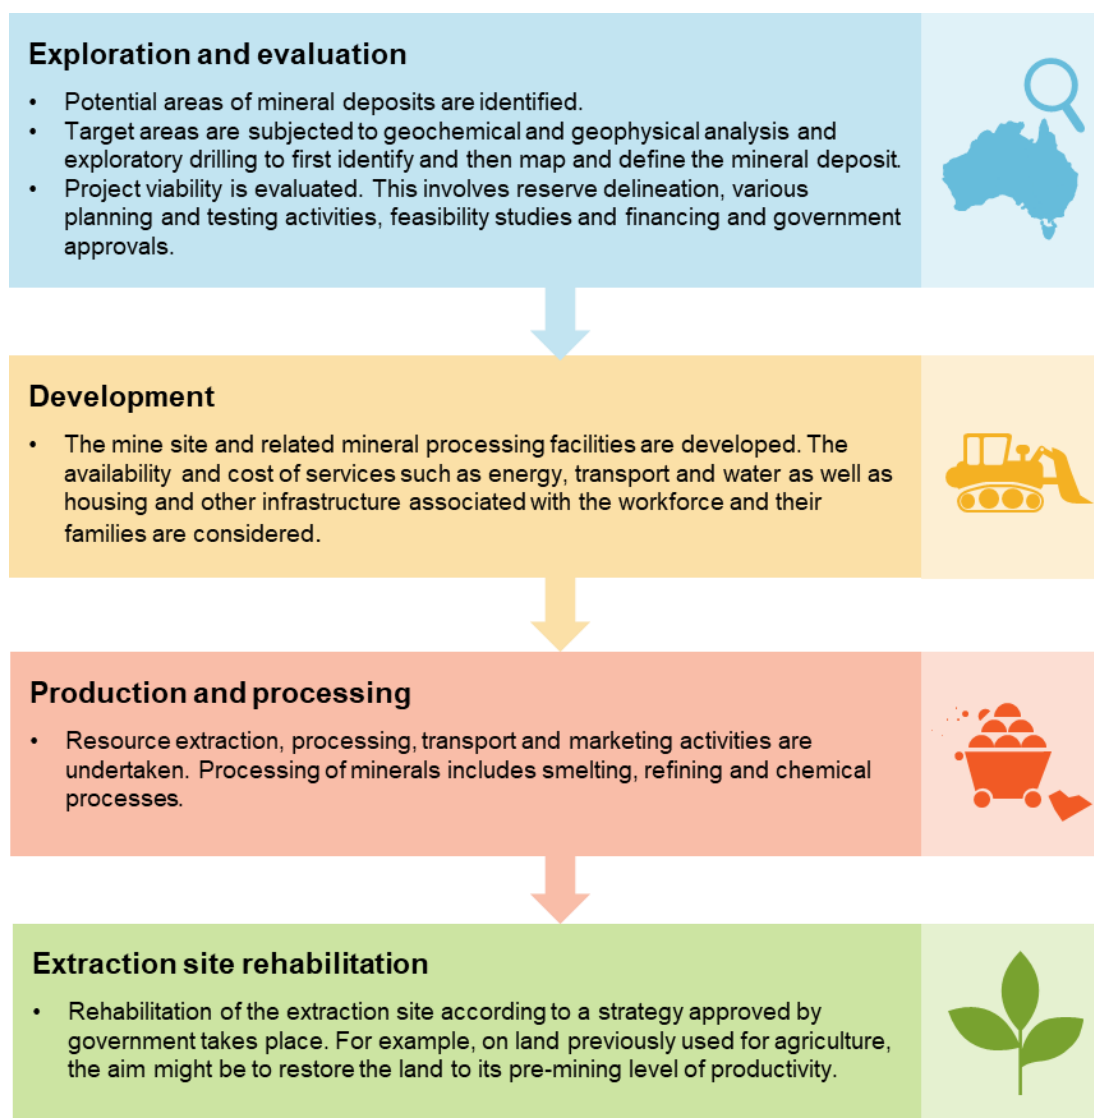 Exploration and evaluation
• Potential areas of mineral deposits are identified.
• Target areas are subjected to geochemical and geophysical analysis and
exploratory drilling to first identify and then map and define the mineral deposit.
• Project viability is evaluated. This involves reserve delineation, various
planning and testing activities, feasibility studies and financing and government
approvals.
Development
• The mine site and related mineral processing facilities are developed. The
availability and cost of services such as energy, transport and water as well as
housing and other infrastructure associated with the workforce and their
families are considered.
Production and processing
• Resource extraction, processing, transport and marketing activities are
undertaken. Processing of minerals includes smelting, refining and chemical
processes.
Extraction site rehabilitation
• Rehabilitation of the extraction site according to a strategy approved by
government takes place. For example, on land previously used for agriculture,
the aim might be to restore the land to its pre-mining level of productivity.